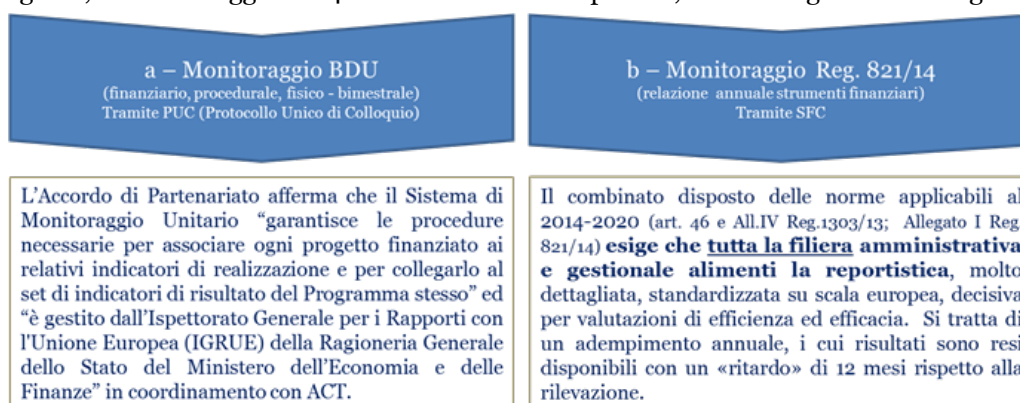 a – Monitoraggio BDU
(finanziario, procedurale, fisico - bimestrale)
Tramite PUC (Protocollo Unico di Colloquio)
b – Monitoraggio Reg. 821/14
(relazione annuale strumenti finanziari)
Tramite SFC
L'Accordo di Partenariato afferma che il Sistema di
Monitoraggio Unitario “garantisce le procedure
necessarie per associare ogni progetto finanziato ai
relativi indicatori di realizzazione e per collegarlo al
set di indicatori di risultato del Programma stesso” ed
“è gestito dall'Ispettorato Generale per i Rapporti con
l'Unione Europea (IGRUE) della Ragioneria Generale
dello Stato del Ministero dell'Economia e delle
Finanze” in coordinamento con ACT.
Il combinato disposto delle norme applicabili al
2014-2020 (art. 46 e All.IV Reg.1303/13; Allegato I Reg.
821/14) esige che tutta la filiera amministrativa
e gestionale alimenti la reportistica, molto
dettagliata, standardizzata su scala europea, decisiva
per valutazioni di efficienza ed efficacia. Si tratta di
un adempimento annuale, i cui risultati sono resi
disponibili con un «ritardo» di 12 mesi rispetto alla
rilevazione.